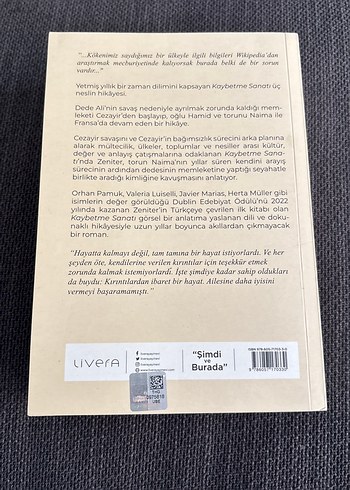 "...Kökenimiz saydığımız bir ülkeyle ilgili bilgileri Wikipedia'dan
araştırmak mecburiyetinde kalıyorsak burada belki de bir sorun
vardır..."
Yetmiş yıllık bir zaman dilimini kapsayan Kaybetme Sanatı üç
neslin hikâyesi.
Dede Ali'nin savaş nedeniyle ayrılmak zorunda kaldığı mem-
leketi Cezayir'den başlayıp, oğlu Hamid ve torunu Naima ile
Fransa'da devam eden bir hikâye.
Cezayir savaşını ve Cezayir'in bağımsızlık sürecini arka planına
alarak mültecilik, ülkeler, toplumlar ve nesiller arası kültür,
değer ve anlayış çatışmalarına odaklanan Kaybetme Sana-
tı'nda Zeniter, torun Naima'nın yıllar süren kendini arayış
sürecinin ardından dedesinin memleketine yaptığı seyahatle
birlikte aradığı kimliğine kavuşmasını anlatıyor.
Orhan Pamuk, Valeria Luiselli, Javier Marias, Herta Müller gibi
isimlerin değer görüldüğü Dublin Edebiyat Ödülü'nü 2022
yılında kazanan Zeniter'in Türkçeye çevrilen ilk kitabı olan
Kaybetme Sanatı güncel bir anlatıma yaslanan dili ve doku-
naklı hikâyesiyle uzun yıllar boyunca akıllardan çıkmayacak
bir roman.
"Hayatta kalmayı değil, tam tamına bir hayat istiyorlardı. Ve her
şeyden öte, kendilerine verilen kırıntılar için teşekkür etmek
zorunda kalmak istemiyorlardı. İşte şimdiye kadar sahip oldukları
da buydu: Kırıntılardan ibaret bir hayat. Ailesine daha iyisini
vermeyi başaramamıştı."
LIVERA
"Şimdi
ve
Burada"